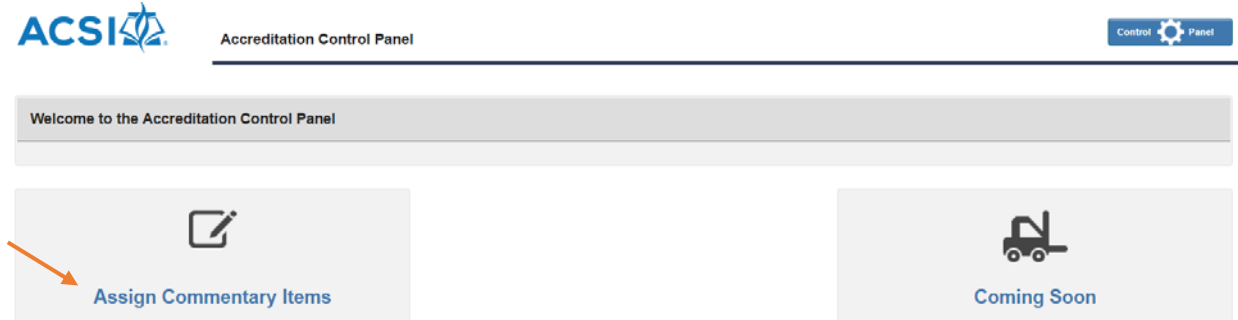 ACSI
Accreditation Control Panel
Control Panel
Welcome to the Accreditation Control Panel
Assign Commentary Items
Coming Soon